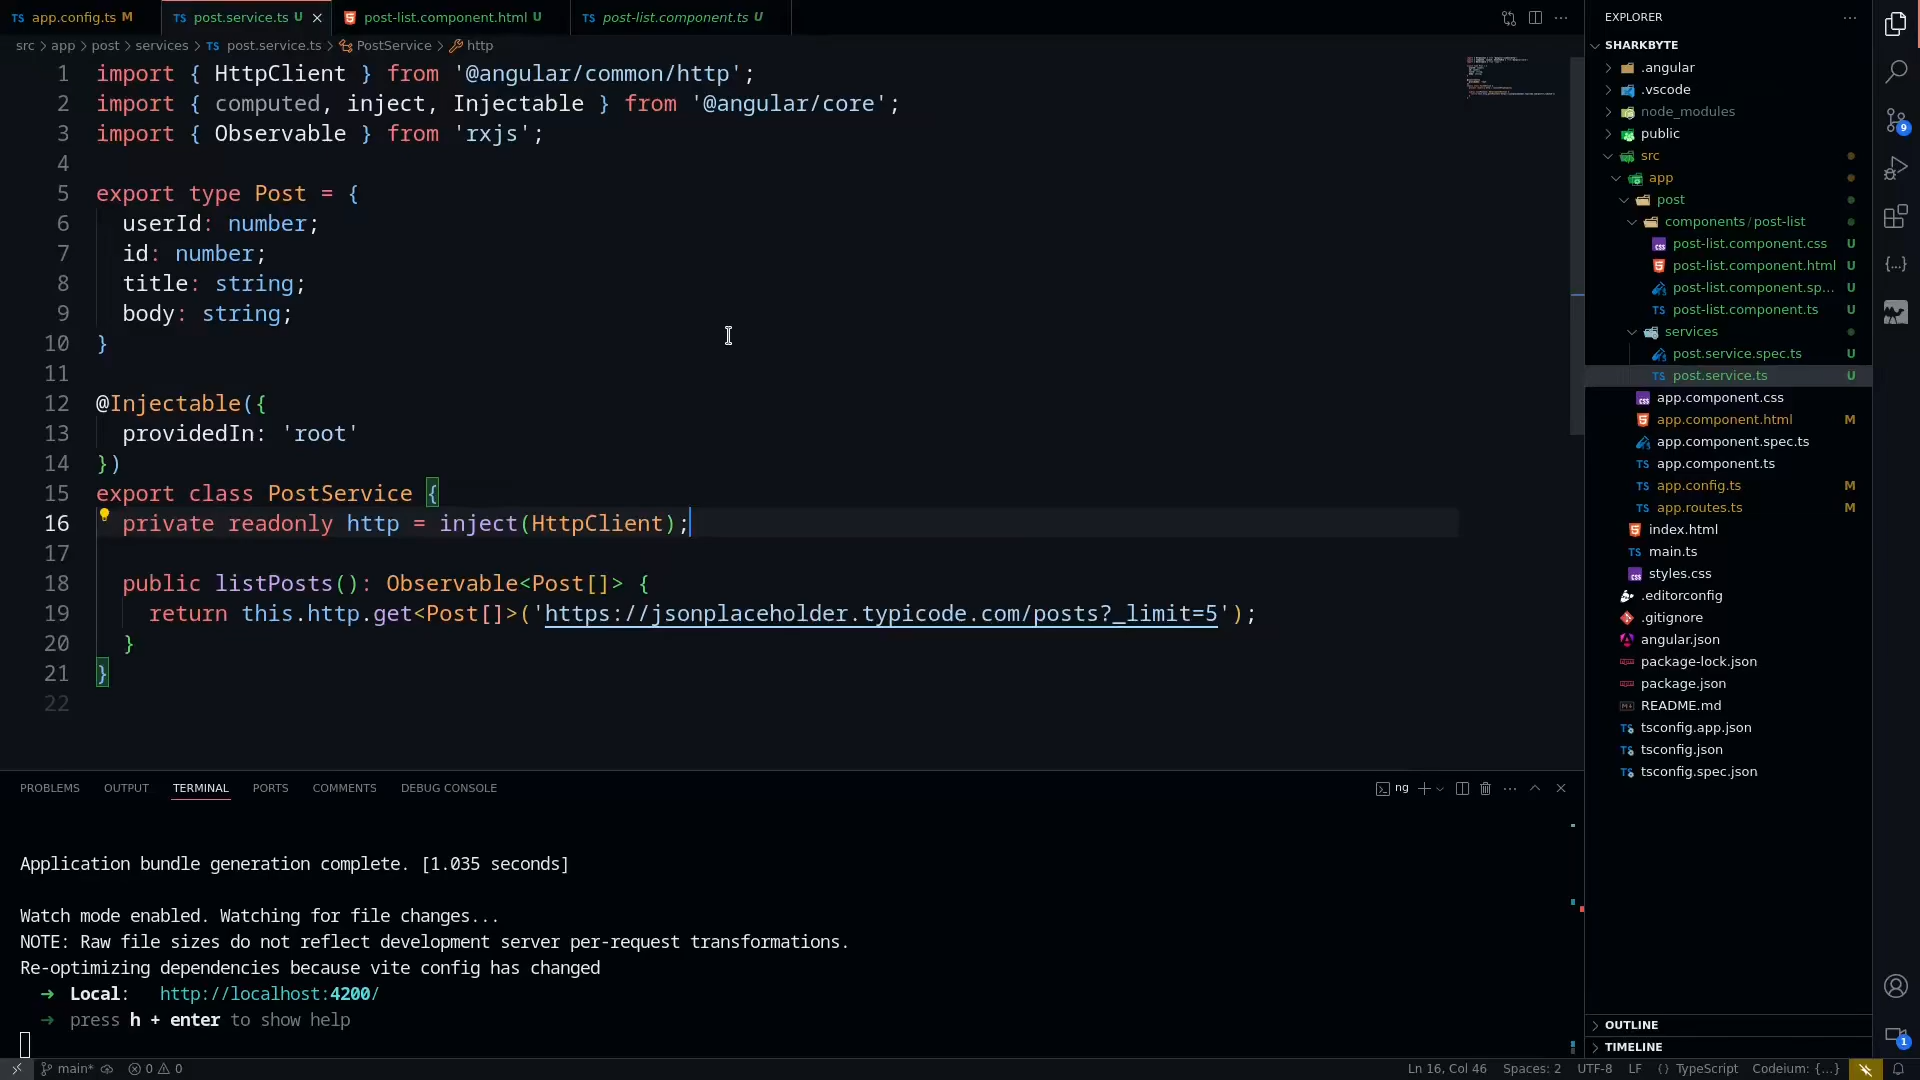 app.config.ts M
post.service.ts U
post-list.component.html U
post-list.component.ts U
src > app > post > services > TS post.service.ts > PostService > http
1 import { HttpClient } from '@angular/common/http';
2 import { computed, inject, Injectable } from '@angular/core';
3 import { Observable } from 'rxjs';
4
5 export type Post = {
6 userId: number;
7 id: number;
8 title: string;
9 body: string;
10 }
11
12 @Injectable({
13 providedIn: 'root'
14 })
15 export class PostService {
16 private readonly http = inject(HttpClient);
17
18 public listPosts(): Observable<Post[]> {
19 return this.http.get<Post[]>('https://jsonplaceholder.typicode.com/posts?_limit=5');
20 }
21 }
22
PROBLEMS OUTPUT TERMINAL PORTS COMMENTS DEBUG CONSOLE
ng
Application bundle generation complete. [1.035 seconds]
Watch mode enabled. Watching for file changes...
NOTE: Raw file sizes do not reflect development server per-request transformations.
Re-optimizing dependencies because vite config has changed
➜ Local: http://localhost:4200/
➜ press h + enter to show help
EXPLORER
SHARKBYTE
.angular
.vscode
node_modules
public
src
app
post
components/post-list
post-list.component.css U
post-list.component.html U
post-list.component.sp... U
post-list.component.ts U
services
post.service.spec.ts U
post.service.ts U
app.component.css
app.component.html M
app.component.spec.ts
app.component.ts
app.config.ts M
app.routes.ts M
index.html
main.ts
styles.css
.editorconfig
.gitignore
angular.json
package-lock.json
package.json
README.md
tsconfig.app.json
tsconfig.json
tsconfig.spec.json
OUTLINE
TIMELINE
9
1
main* 0 0
Ln 16, Col 46 Spaces: 2 UTF-8 LF {} TypeScript Codeium: {...}